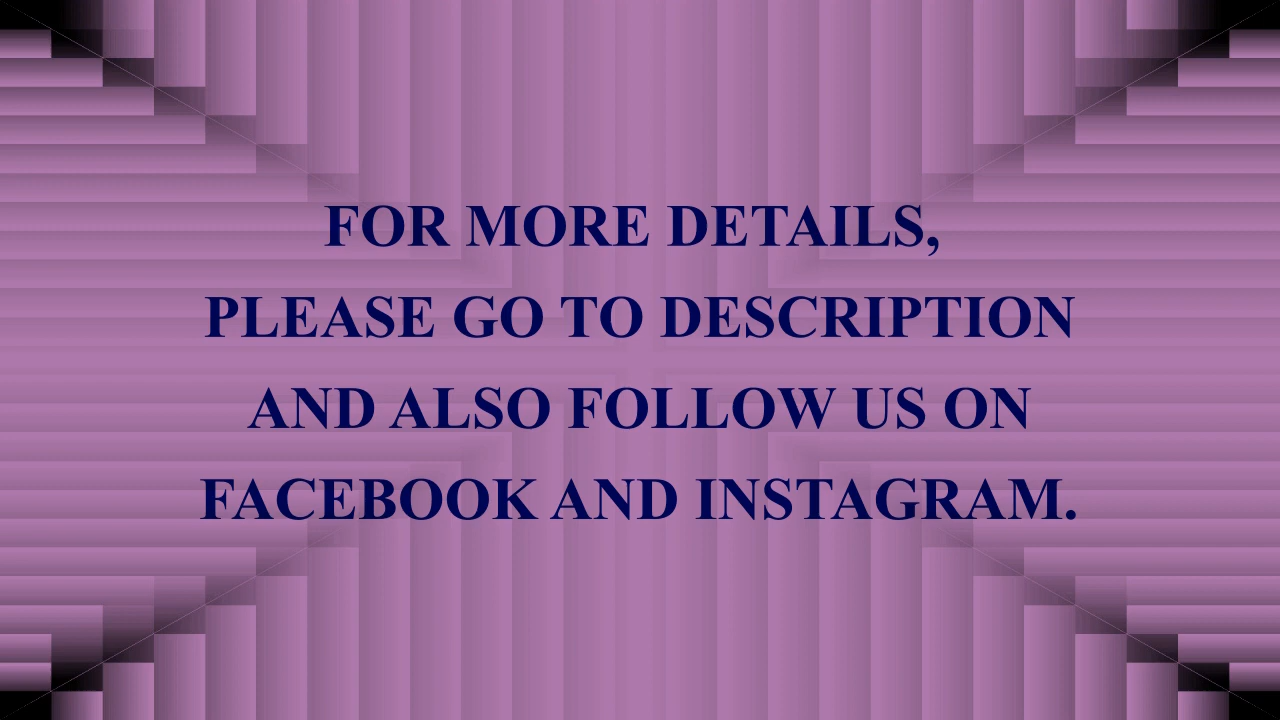 FOR MORE DETAILS,
PLEASE GO TO DESCRIPTION
AND ALSO FOLLOW US ON
FACEBOOK AND INSTAGRAM.